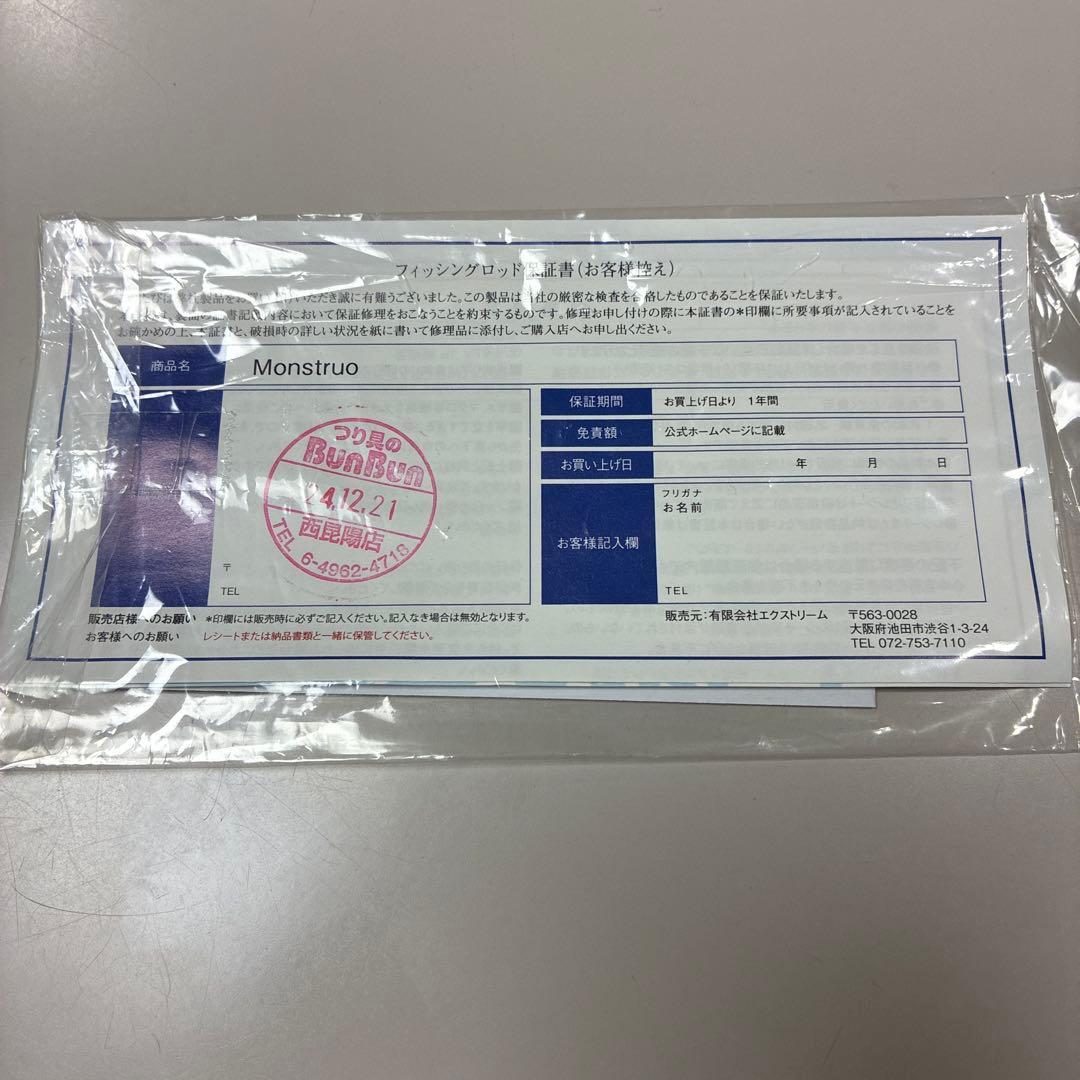 フィッシングロッド保証書(お客様控え)
製品をお買い上げいただき誠に有難うございました。この製品は当社の厳密な検査を合格したものであることを保証いたします。
内容において保証修理をおこなうことを約束するものです。修理お申し付けの際に本証書の＊印欄に所要事項が記入されていることを
お確かめの上、本証書と、破損時の詳しい状況を紙に書いて修理品に添付し、ご購入店へお申し出ください。
商品名 Monstruo
つり具の
BunBun
24.12.21
西昆陽店
TEL 6-4962-4718
〒
TEL
保証期間 お買上げ日より 1年間
免責額 公式ホームページに記載
お買い上げ日 年 月 日
お客様記入欄
フリガナ
お名前
TEL
販売店様へのお願い ＊印欄には販売時に必ずご記入ください。記入なき場合は無効となります。
お客様へのお願い レシートまたは納品書類と一緒に保管してください。
販売元:有限会社エクストリーム 〒563-0028
大阪府池田市渋谷1-3-24
TEL 072-753-7110